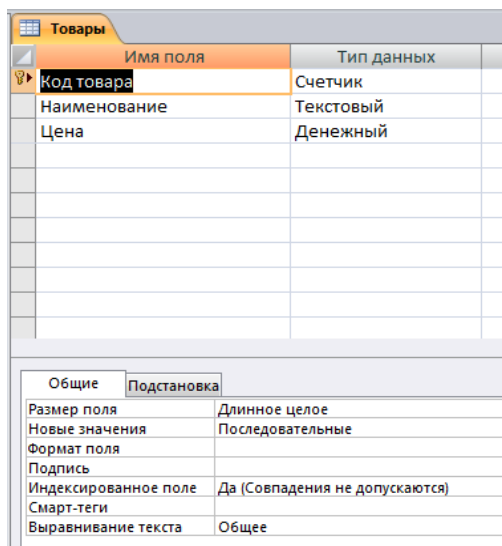 Товары
Имя поля Тип данных
Код товара Счетчик
Наименование Текстовый
Цена Денежный
Общие Подстановка
Размер поля Длинное целое
Новые значения Последовательные
Формат поля
Подпись
Индексированное поле Да (Совпадения не допускаются)
Смарт-теги
Выравнивание текста Общее